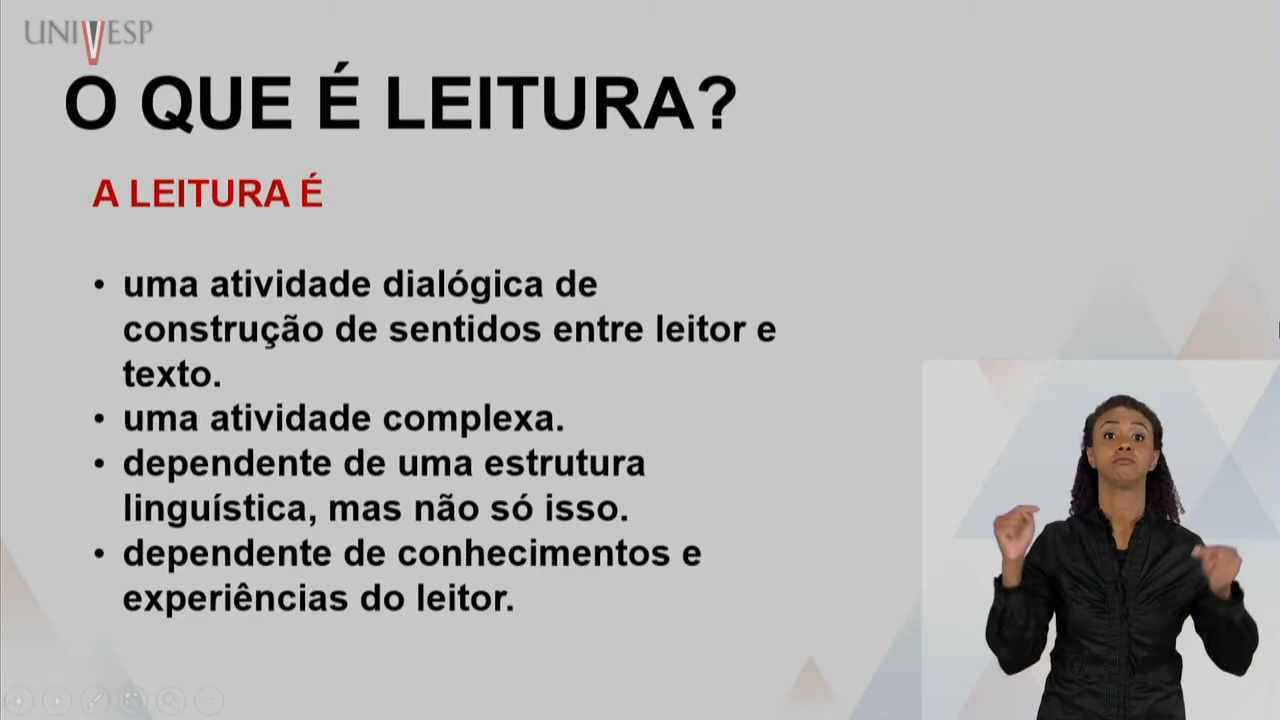 UNIVESP
O QUE É LEITURA?
A LEITURA É
• uma atividade dialógica de
construção de sentidos entre leitor e
texto.
• uma atividade complexa.
• dependente de uma estrutura
linguística, mas não só isso.
• dependente de conhecimentos e
experiências do leitor.